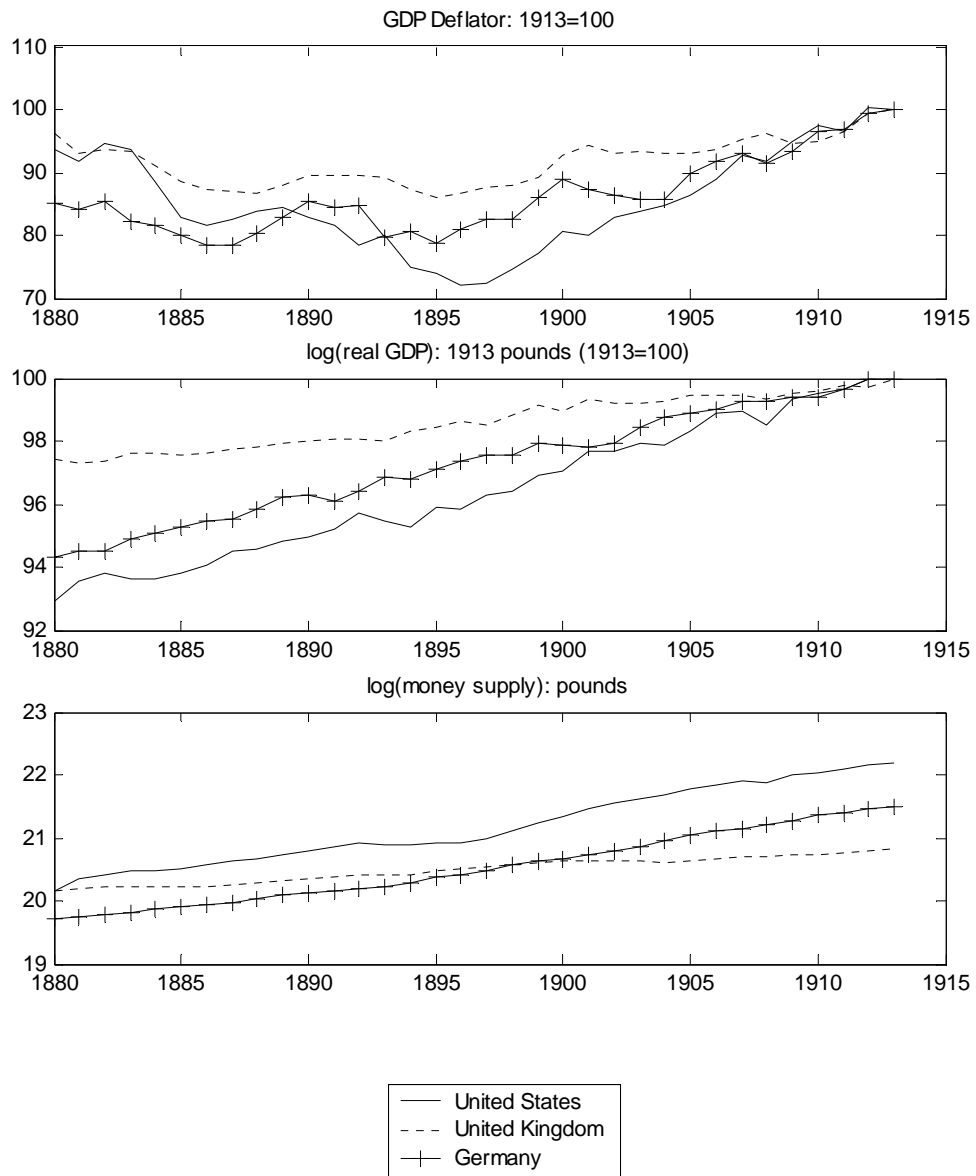 GDP Deflator: 1913=100
110
100
90
80
70
1880 1885 1890 1895 1900 1905 1910 1915
log(real GDP): 1913 pounds (1913=100)
100
98
96
94
92
1880 1885 1890 1895 1900 1905 1910 1915
log(money supply): pounds
23
22
21
20
19
1880 1885 1890 1895 1900 1905 1910 1915
United States
United Kingdom
Germany